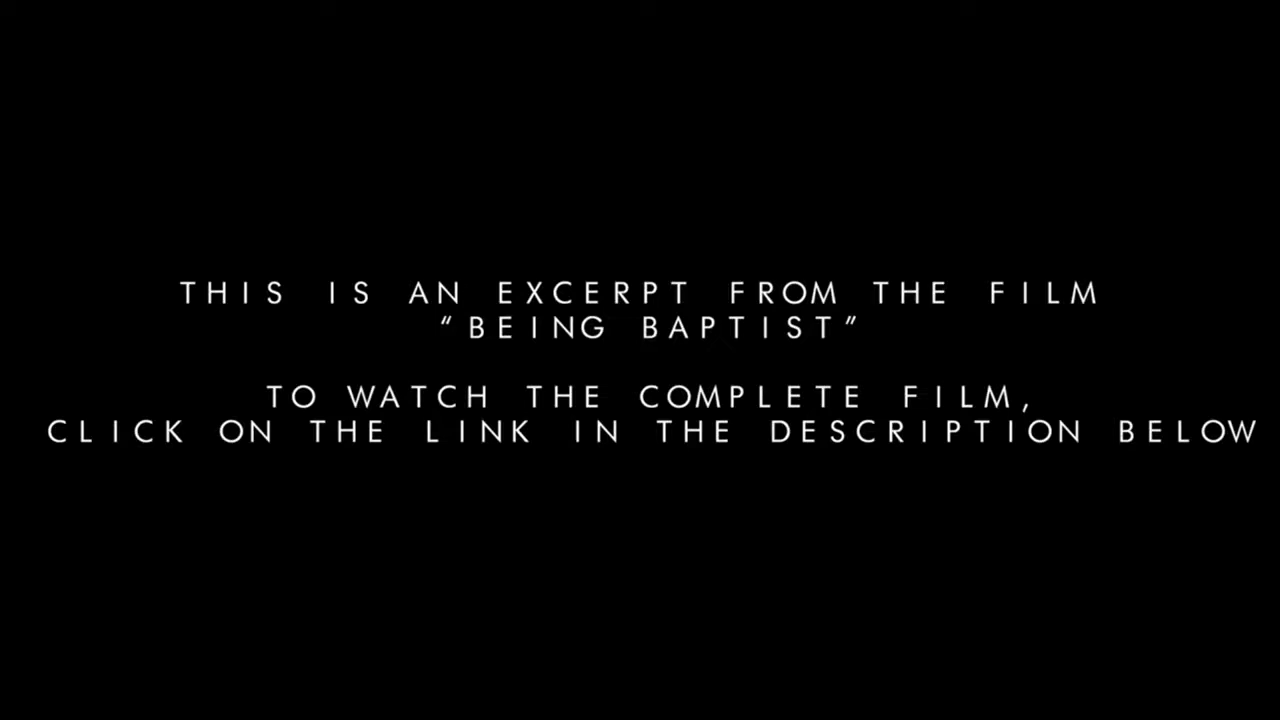 THIS IS AN EXCERPT FROM THE FILM
“BEING BAPTIST”
TO WATCH THE COMPLETE FILM,
CLICK ON THE LINK IN THE DESCRIPTION BELOW